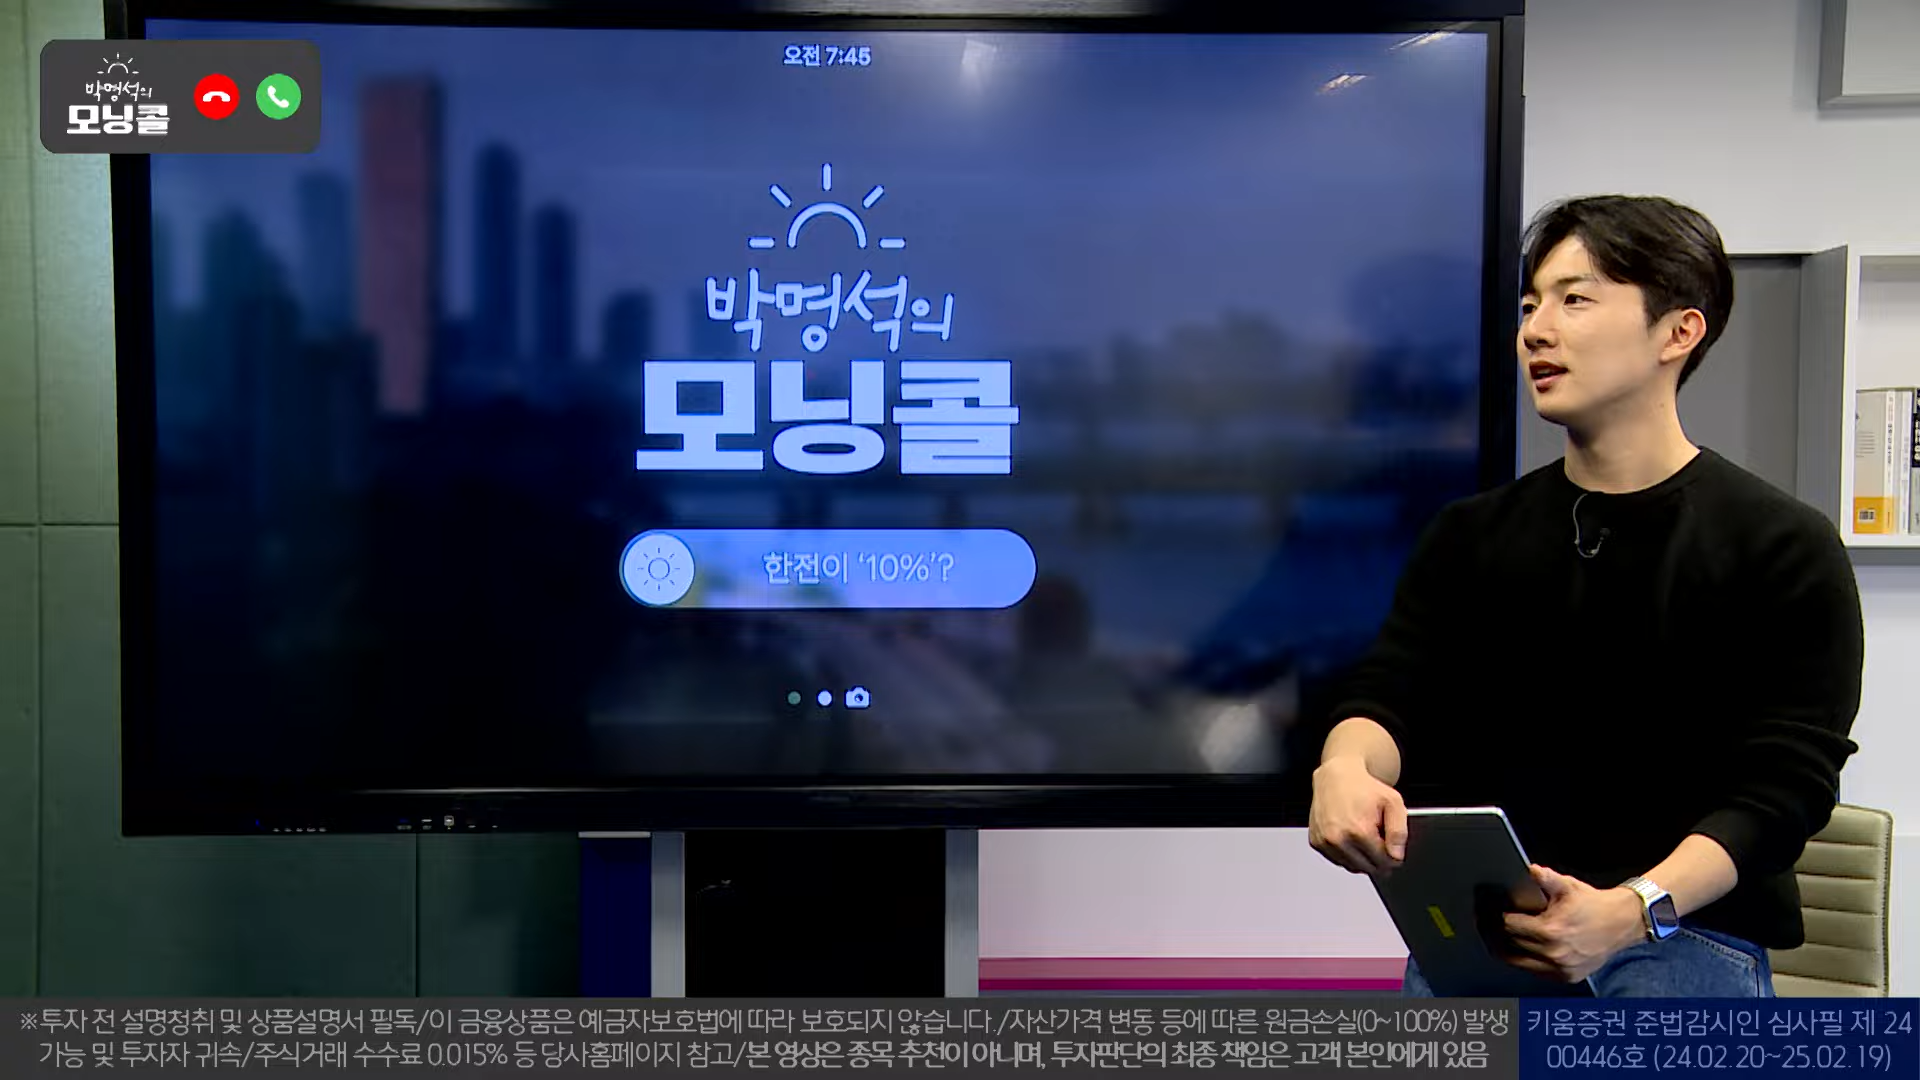 박명석의
모닝콜
오전 7:45
박명석의
모닝콜
한전이 ‘10%’?
※투자 전 설명청취 및 상품설명서 필독/이 금융상품은 예금자보호법에 따라 보호되지 않습니다./자산가격 변동 등에 따른 원금손실(0~100%) 발생
가능 및 투자자 귀속/주식거래 수수료 0.015% 등 당사홈페이지 참고/본 영상은 종목 추천이 아니며, 투자판단의 최종 책임은 고객 본인에게 있음
키움증권 준법감시인 심사필 제 24
00446호 (24.02.20~25.02.19)